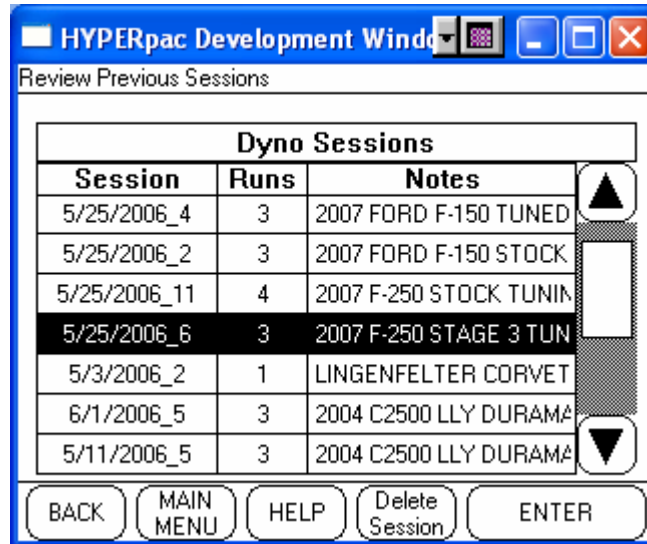 HYPERpac Development Windo
Review Previous Sessions
Dyno Sessions
Session Runs Notes
5/25/2006_4 3 2007 FORD F-150 TUNED
5/25/2006_2 3 2007 FORD F-150 STOCK
5/25/2006_11 4 2007 F-250 STOCK TUNIN
5/25/2006_6 3 2007 F-250 STAGE 3 TUN
5/3/2006_2 1 LINGENFELTER CORVET
6/1/2006_5 3 2004 C2500 LLY DURAMA
5/11/2006_5 3 2004 C2500 LLY DURAMA
BACK MAIN MENU HELP Delete Session ENTER